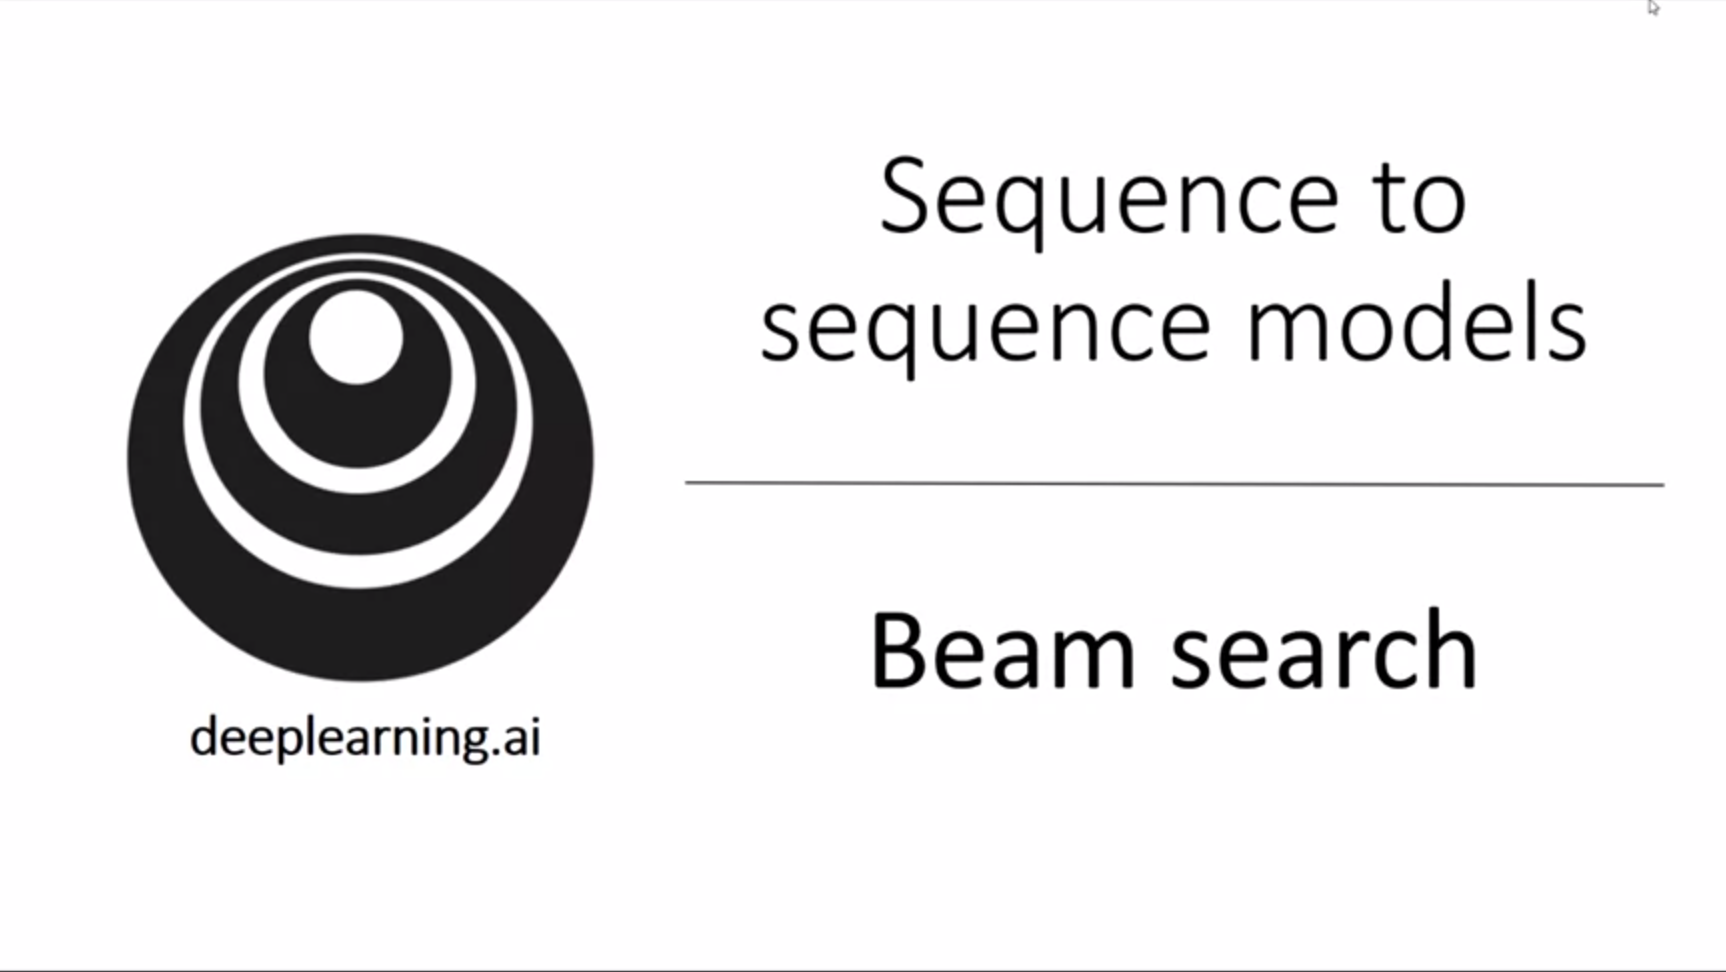 Sequence to
sequence models
Beam search
deeplearning.ai